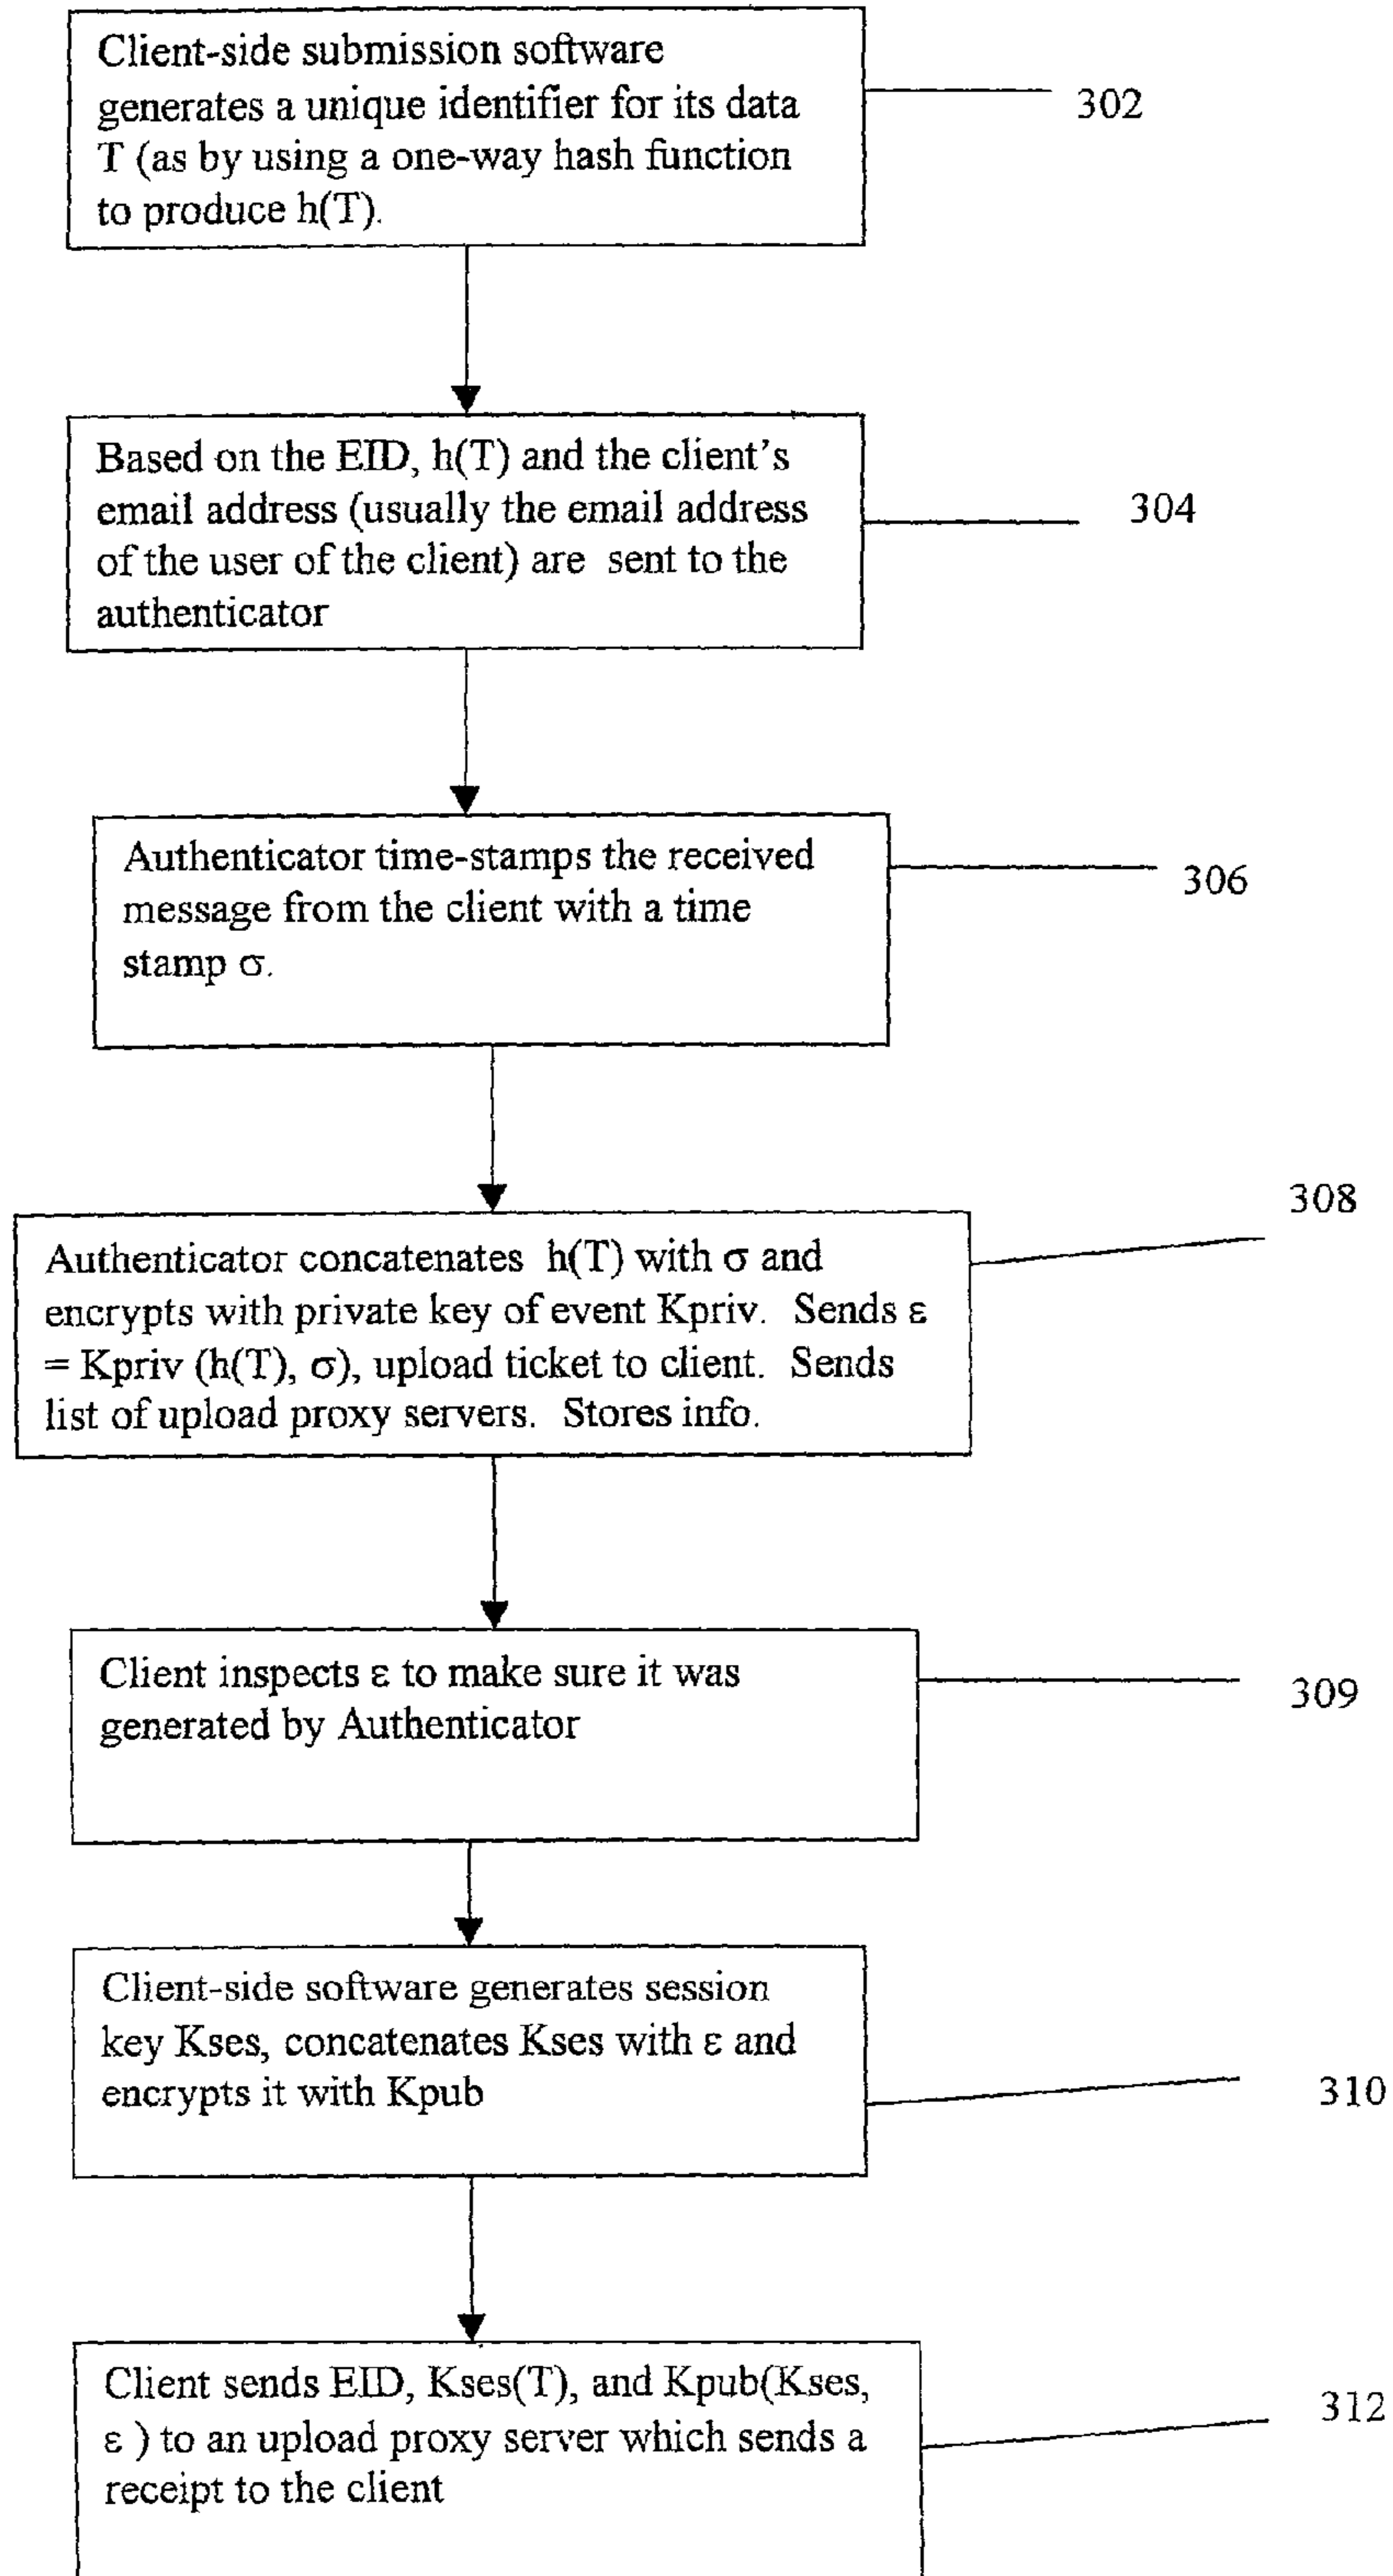 Client-side submission software
generates a unique identifier for its data
T (as by using a one-way hash function
to produce h(T).
302
Based on the EID, h(T) and the client's
email address (usually the email address
of the user of the client) are sent to the
authenticator
304
Authenticator time-stamps the received
message from the client with a time
stamp σ.
306
308
Authenticator concatenates h(T) with σ and
encrypts with private key of event Kpriv. Sends ε
= Kpriv (h(T), σ), upload ticket to client. Sends
list of upload proxy servers. Stores info.
Client inspects ε to make sure it was
generated by Authenticator
309
Client-side software generates session
key Kses, concatenates Kses with ε and
encrypts it with Kpub
310
Client sends EID, Kses(T), and Kpub(Kses,
ε ) to an upload proxy server which sends a
receipt to the client
312